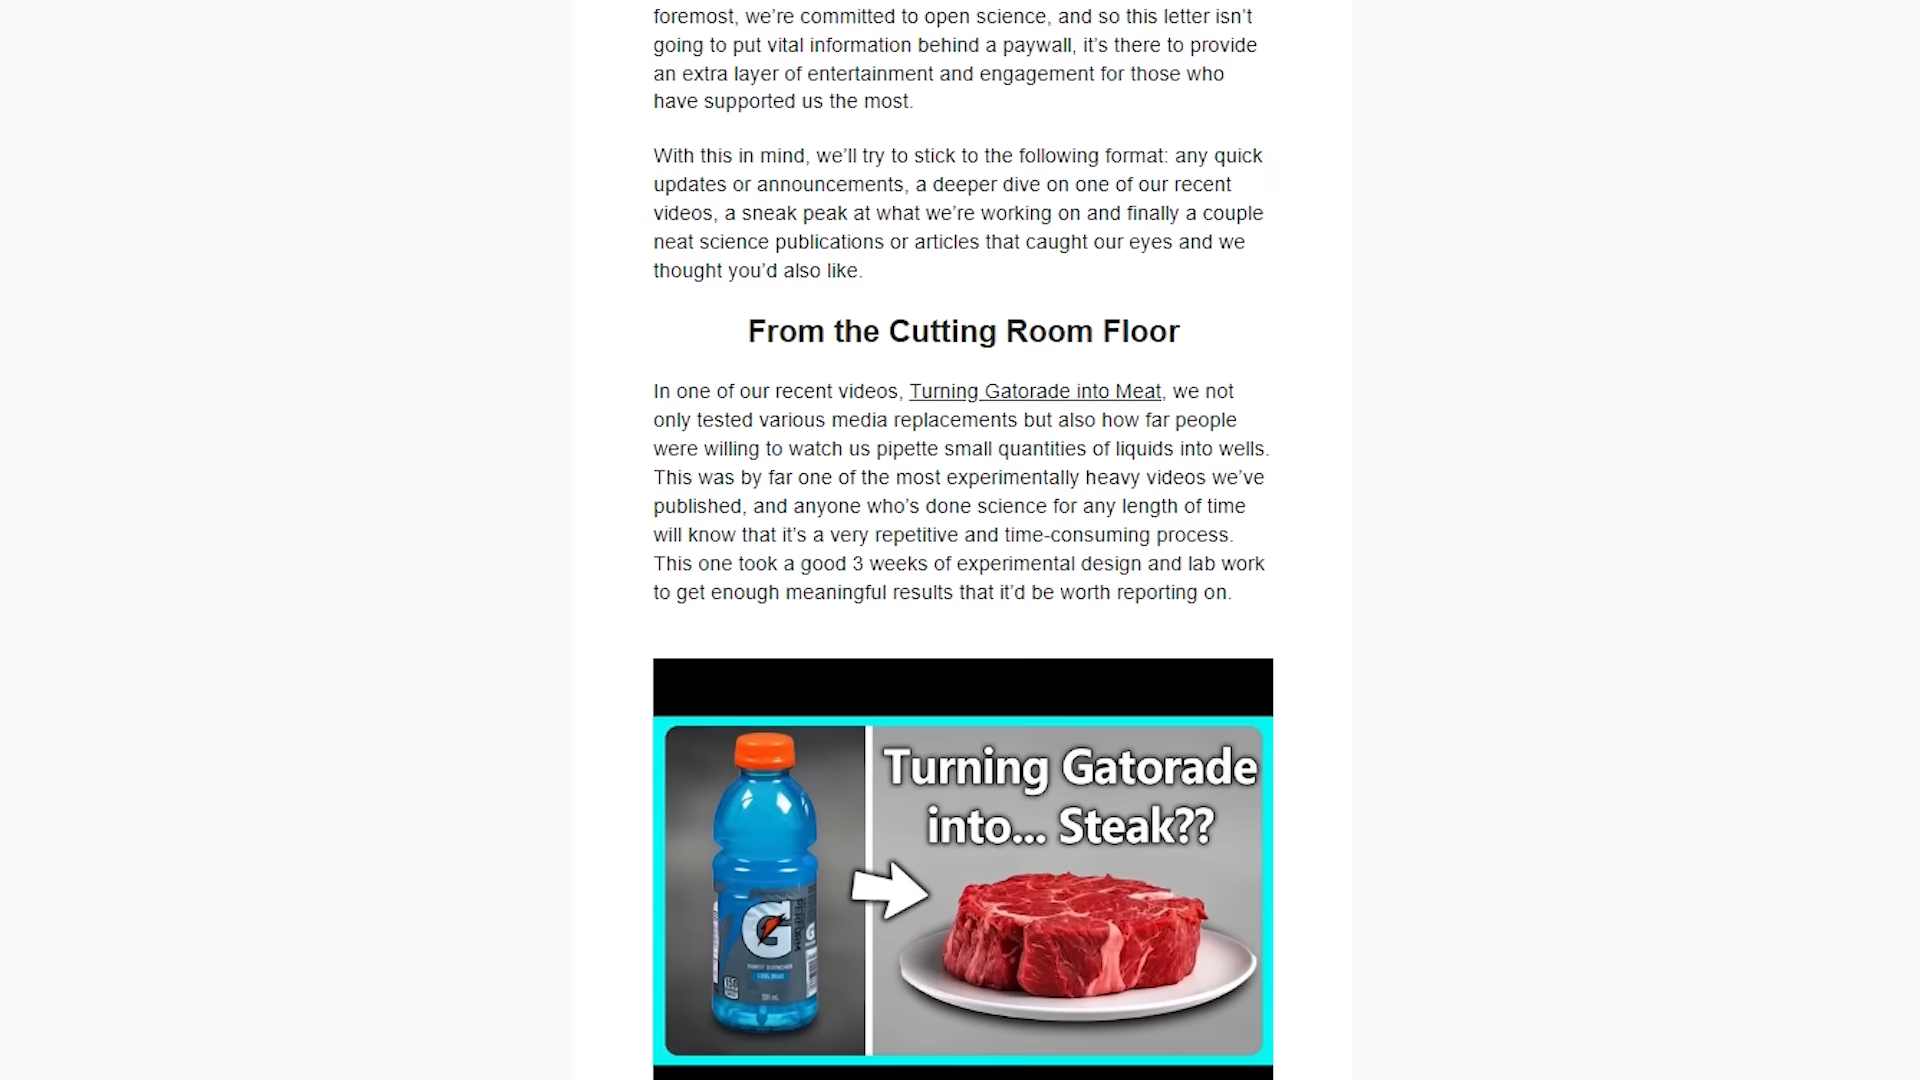 foremost, we’re committed to open science, and so this letter isn’t
going to put vital information behind a paywall, it’s there to provide
an extra layer of entertainment and engagement for those who
have supported us the most.
With this in mind, we’ll try to stick to the following format: any quick
updates or announcements, a deeper dive on one of our recent
videos, a sneak peak at what we’re working on and finally a couple
neat science publications or articles that caught our eyes and we
thought you’d also like.
From the Cutting Room Floor
In one of our recent videos, Turning Gatorade into Meat, we not
only tested various media replacements but also how far people
were willing to watch us pipette small quantities of liquids into wells.
This was by far one of the most experimentally heavy videos we’ve
published, and anyone who’s done science for any length of time
will know that it’s a very repetitive and time-consuming process.
This one took a good 3 weeks of experimental design and lab work
to get enough meaningful results that it’d be worth reporting on.
Turning Gatorade
into... Steak??
G
PERFORM
G